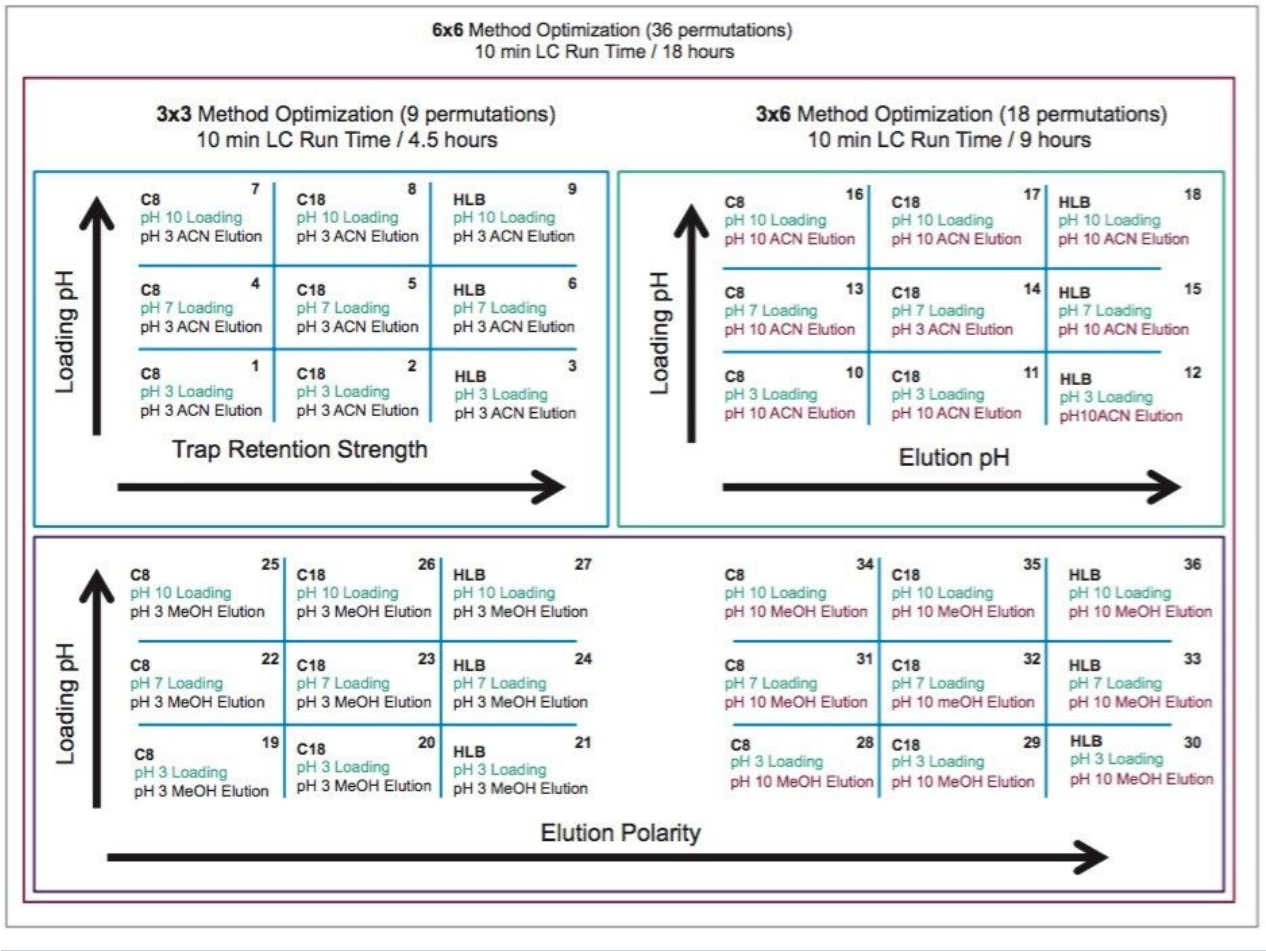 6x6 Method Optimization (36 permutations)
10 min LC Run Time / 18 hours
3x3 Method Optimization (9 permutations)
10 min LC Run Time / 4.5 hours
Loading pH
C8 7
pH 10 Loading
pH 3 ACN Elution
C18 8
pH 10 Loading
pH 3 ACN Elution
HLB 9
pH 10 Loading
pH 3 ACN Elution
C8 4
pH 7 Loading
pH 3 ACN Elution
C18 5
pH 7 Loading
pH 3 ACN Elution
HLB 6
pH 7 Loading
pH 3 ACN Elution
C8 1
pH 3 Loading
pH 3 ACN Elution
C18 2
pH 3 Loading
pH 3 ACN Elution
HLB 3
pH 3 Loading
pH 3 ACN Elution
Trap Retention Strength
3x6 Method Optimization (18 permutations)
10 min LC Run Time / 9 hours
Loading pH
C8 16
pH 10 Loading
pH 10 ACN Elution
C18 17
pH 10 Loading
pH 10 ACN Elution
HLB 18
pH 10 Loading
pH 10 ACN Elution
C8 13
pH 7 Loading
pH 10 ACN Elution
C18 14
pH 7 Loading
pH 3 ACN Elution
HLB 15
pH 7 Loading
pH 10 ACN Elution
C8 10
pH 3 Loading
pH 10 ACN Elution
C18 11
pH 3 Loading
pH 10 ACN Elution
HLB 12
pH 3 Loading
pH10ACN Elution
Elution pH
Loading pH
C8 25
pH 10 Loading
pH 3 MeOH Elution
C18 26
pH 10 Loading
pH 3 MeOH Elution
HLB 27
pH 10 Loading
pH 3 MeOH Elution
C8 34
pH 10 Loading
pH 10 MeOH Elution
C18 35
pH 10 Loading
pH 10 MeOH Elution
HLB 36
pH 10 Loading
pH 10 MeOH Elution
C8 22
pH 7 Loading
pH 3 MeOH Elution
C18 23
pH 7 Loading
pH 3 MeOH Elution
HLB 24
pH 7 Loading
pH 3 MeOH Elution
C8 31
pH 7 Loading
pH 10 MeOH Elution
C18 32
pH 7 Loading
pH 10 meOH Elution
HLB 33
pH 7 Loading
pH 10 MeOH Elution
C8 19
pH 3 Loading
pH 3 MeOH Elution
C18 20
pH 3 Loading
pH 3 MeOH Elution
HLB 21
pH 3 Loading
pH 3 MeOH Elution
C8 28
pH 3 Loading
pH 10 MeOH Elution
C18 29
pH 3 Loading
pH 10 MeOH Elution
HLB 30
pH 3 Loading
pH 10 MeOH Elution
Elution Polarity